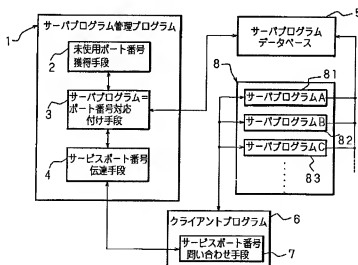 サーバプログラム管理プログラム
1
未使用ポート番号
獲得手段
2
サーバプログラム=
ポート番号対応
付け手段
3
サービスポート番号
伝達手段
4
5
サーバプログラム
データベース
8
81
サーバプログラムA
サーバプログラムB
82
サーバプログラムC
83
クライアントプログラム
6
サービスポート番号
問い合わせ手段
7